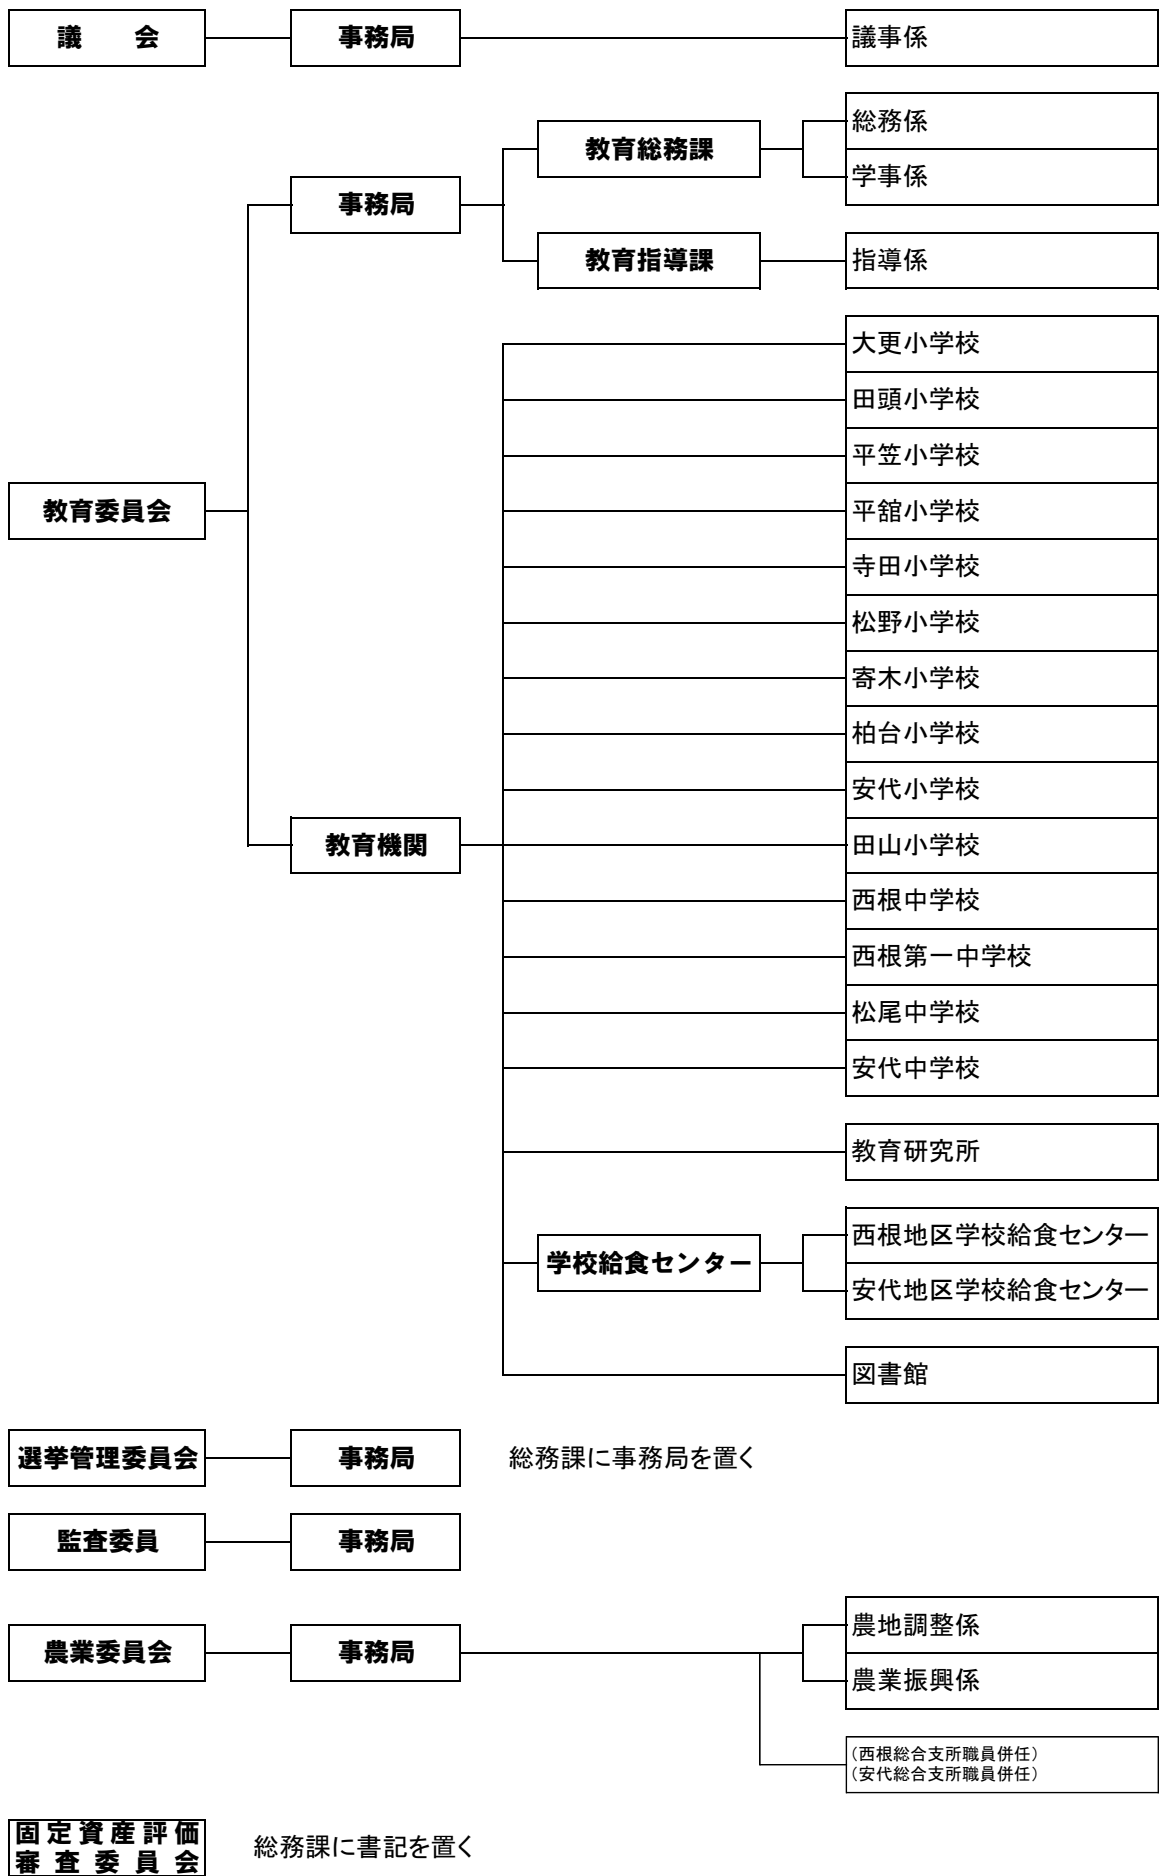 議　会
事務局
議事係
教育委員会
事務局
教育総務課
総務係
学事係
教育指導課
指導係
教育機関
大更小学校
田頭小学校
平笠小学校
平舘小学校
寺田小学校
松野小学校
寄木小学校
柏台小学校
安代小学校
田山小学校
西根中学校
西根第一中学校
松尾中学校
安代中学校
教育研究所
学校給食センター
西根地区学校給食センター
安代地区学校給食センター
図書館
選挙管理委員会
事務局
総務課に事務局を置く
監査委員
事務局
農業委員会
事務局
農地調整係
農業振興係
（西根総合支所職員併任）
（安代総合支所職員併任）
固定資産評価
審査委員会
総務課に書記を置く